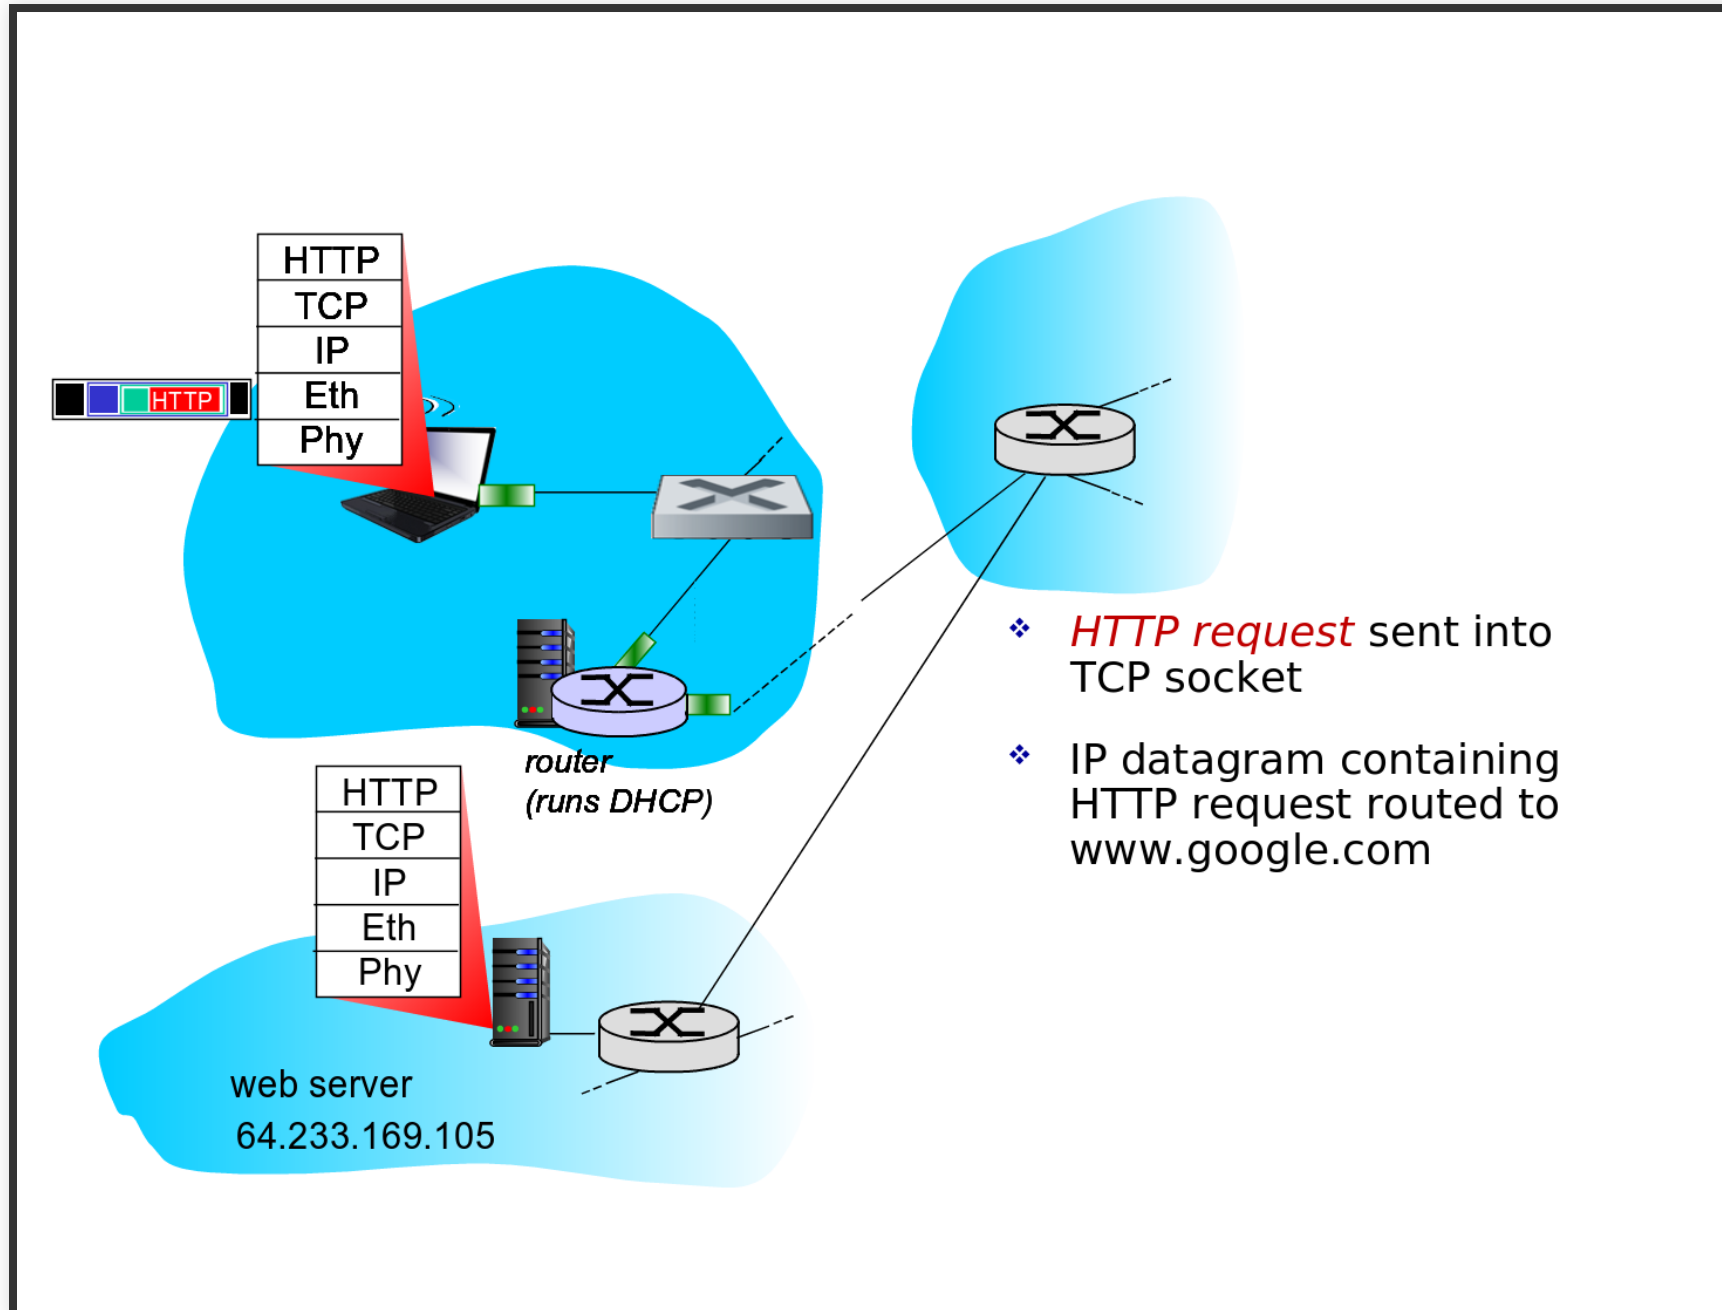 HTTP
TCP
IP
Eth
Phy
HTTP
router
(runs DHCP)
HTTP
TCP
IP
Eth
Phy
web server
64.233.169.105
HTTP request sent into
TCP socket
IP datagram containing
HTTP request routed to
www.google.com